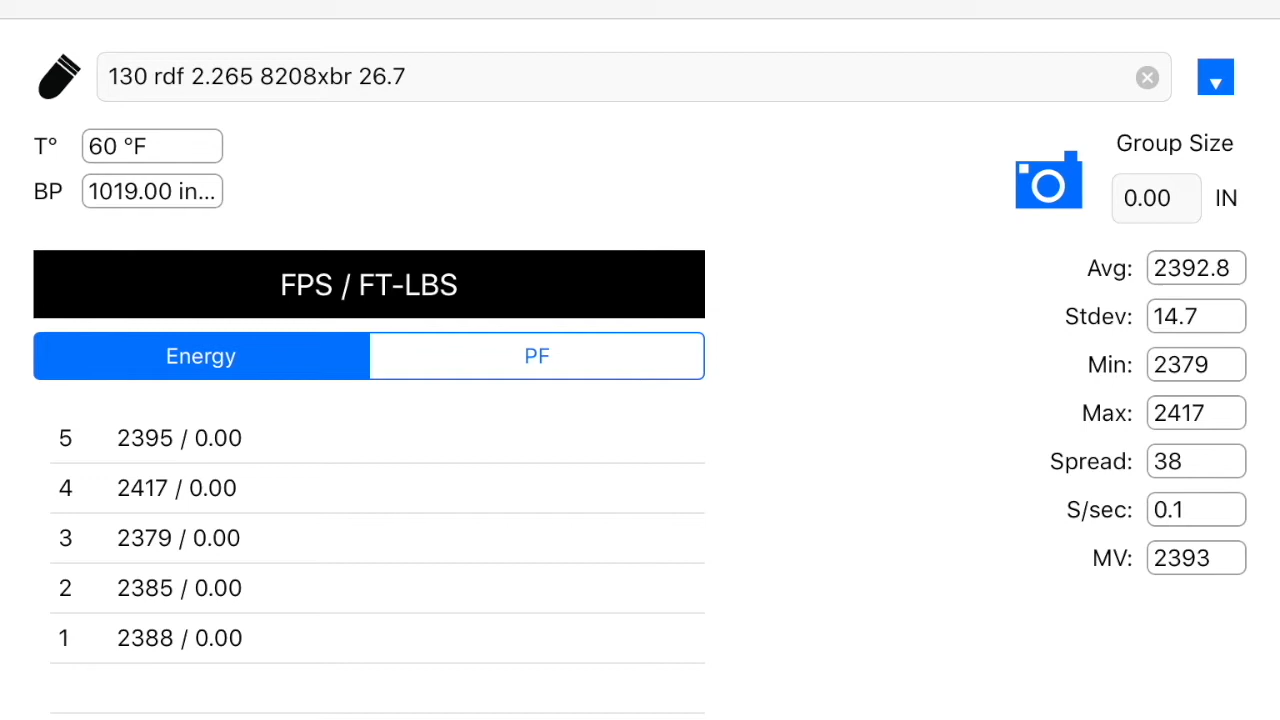 130 rdf 2.265 8208xbr 26.7
T° 60 °F
BP 1019.00 in...
Group Size
0.00 IN
FPS / FT-LBS
Energy PF
5 2395 / 0.00
4 2417 / 0.00
3 2379 / 0.00
2 2385 / 0.00
1 2388 / 0.00
Avg: 2392.8
Stdev: 14.7
Min: 2379
Max: 2417
Spread: 38
S/sec: 0.1
MV: 2393